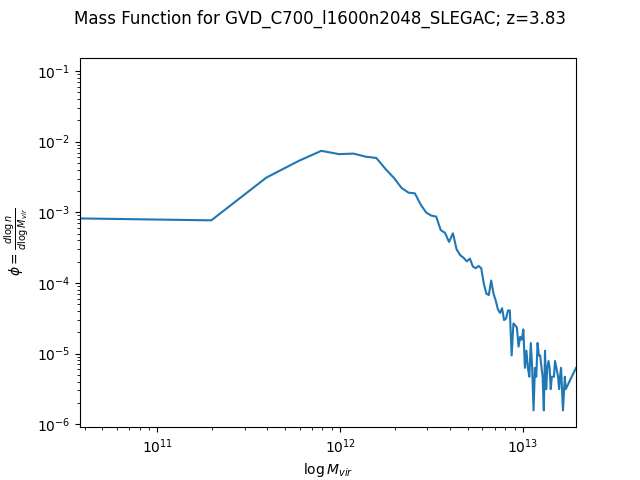 Mass Function for GVD_C700_l1600n2048_SLEGAC; z=3.83
10⁻¹
10⁻²
10⁻³
10⁻⁴
10⁻⁵
10⁻⁶
ϕ = d log n / d log M_vir
10¹¹ 10¹² 10¹³
log M_vir